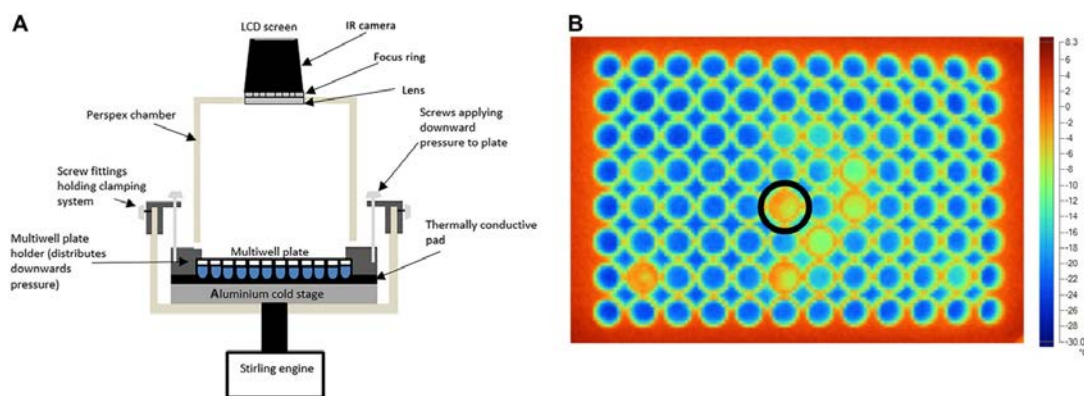 A
LCD screen
IR camera
Focus ring
Lens
Perspex chamber
Screws applying
downward
pressure to plate
Screw fittings
holding clamping
system
Thermally conductive
pad
Multiwell plate
holder (distributes
downwards
pressure)
Multiwell plate
Aluminium cold stage
Stirling engine
B
8.3
6
4
2
0
-2
-4
-6
-8
-10
-12
-14
-16
-18
-20
-22
-24
-26
-28
-30.0